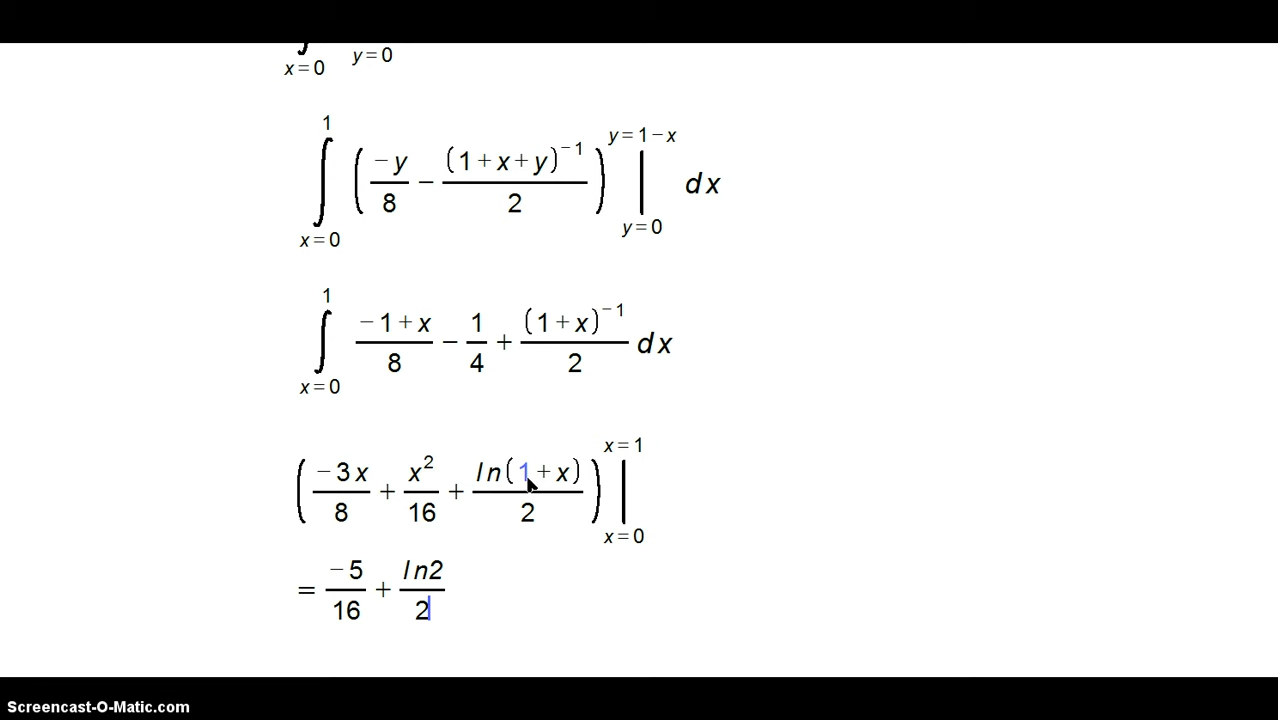 x=0 y=0
∫_{x=0}^{1} ( -y/8 − (1+x+y)^{-1}/2 ) |_{y=0}^{y=1−x} dx
∫_{x=0}^{1} (-1+x)/8 − 1/4 + (1+x)^{-1}/2 dx
( -3x/8 + x^2/16 + ln(1+x)/2 ) |_{x=0}^{x=1}
= -5/16 + ln2/2
Screencast-O-Matic.com